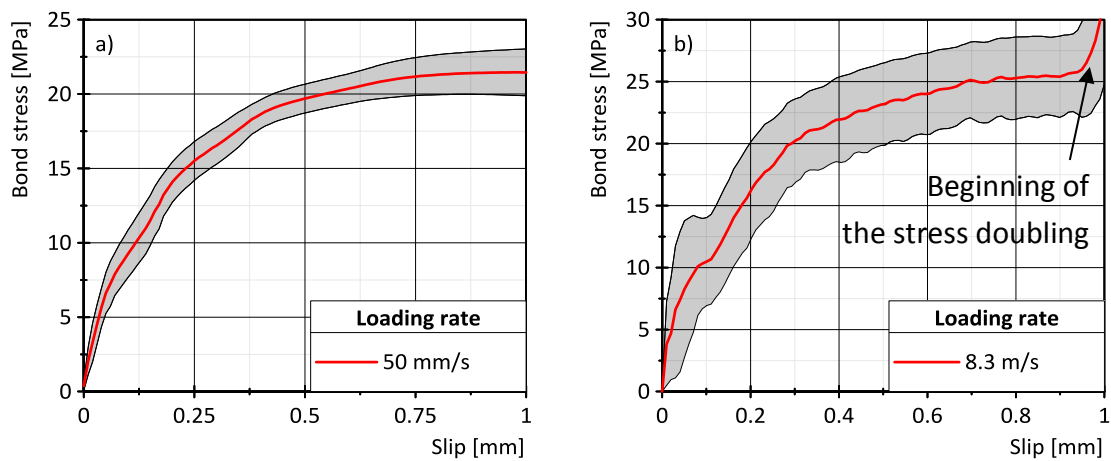 a)
Bond stress [MPa]
25
20
15
10
5
0
0 0.25 0.5 0.75 1
Slip [mm]
Loading rate
50 mm/s
b)
Bond stress [MPa]
30
25
20
15
10
5
0
0 0.2 0.4 0.6 0.8 1
Slip [mm]
Beginning of
the stress doubling
Loading rate
8.3 m/s